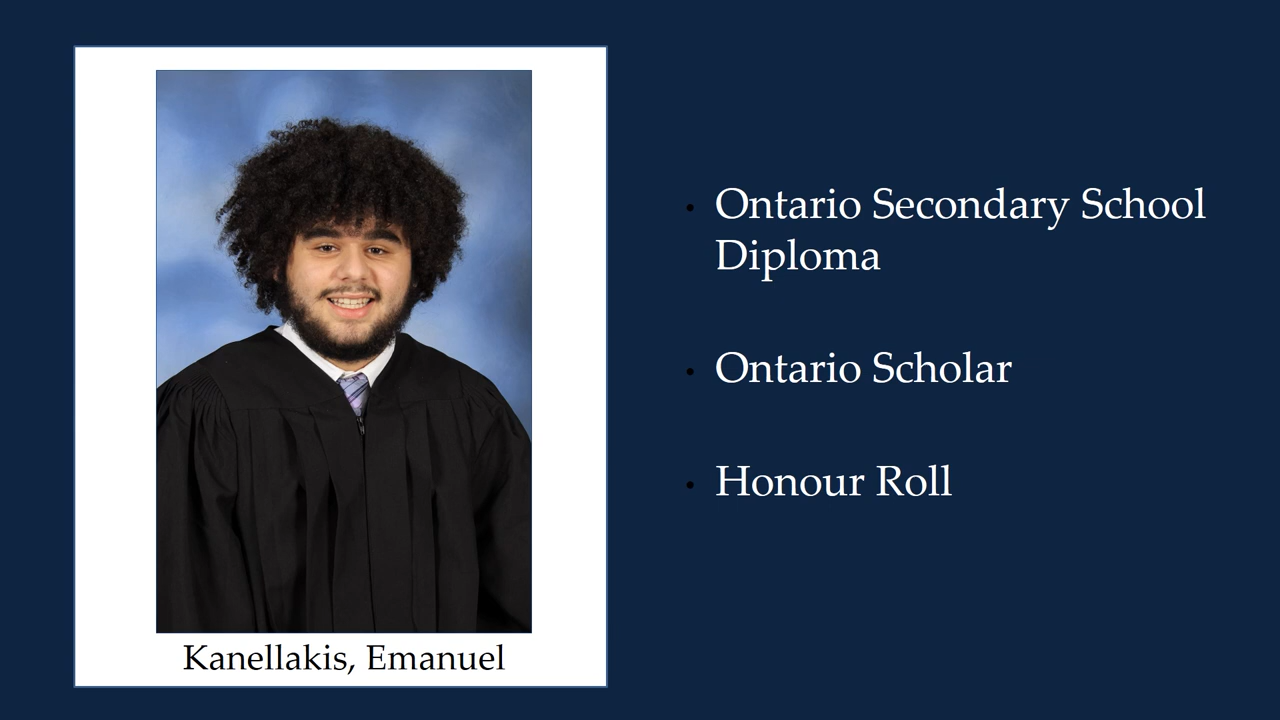 Kanellakis, Emanuel
• Ontario Secondary School
Diploma
• Ontario Scholar
• Honour Roll